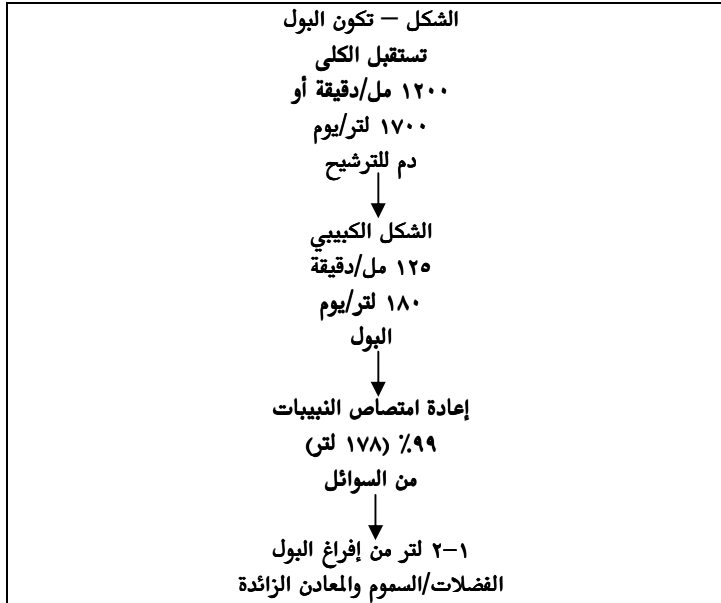 الشكل – تكون البول
تستقبل الكلى
١٢٠٠ مل/دقيقة أو
١٧٠٠ لتر/يوم
دم للترشيح
الشكل الكبيبي
١٢٥ مل/دقيقة
١٨٠ لتر/يوم
البول
إعادة امتصاص النبيبات
٩٩٪ (١٧٨ لتر)
من السوائل
١–٢ لتر من إفراغ البول
الفضلات/السموم والمعادن الزائدة